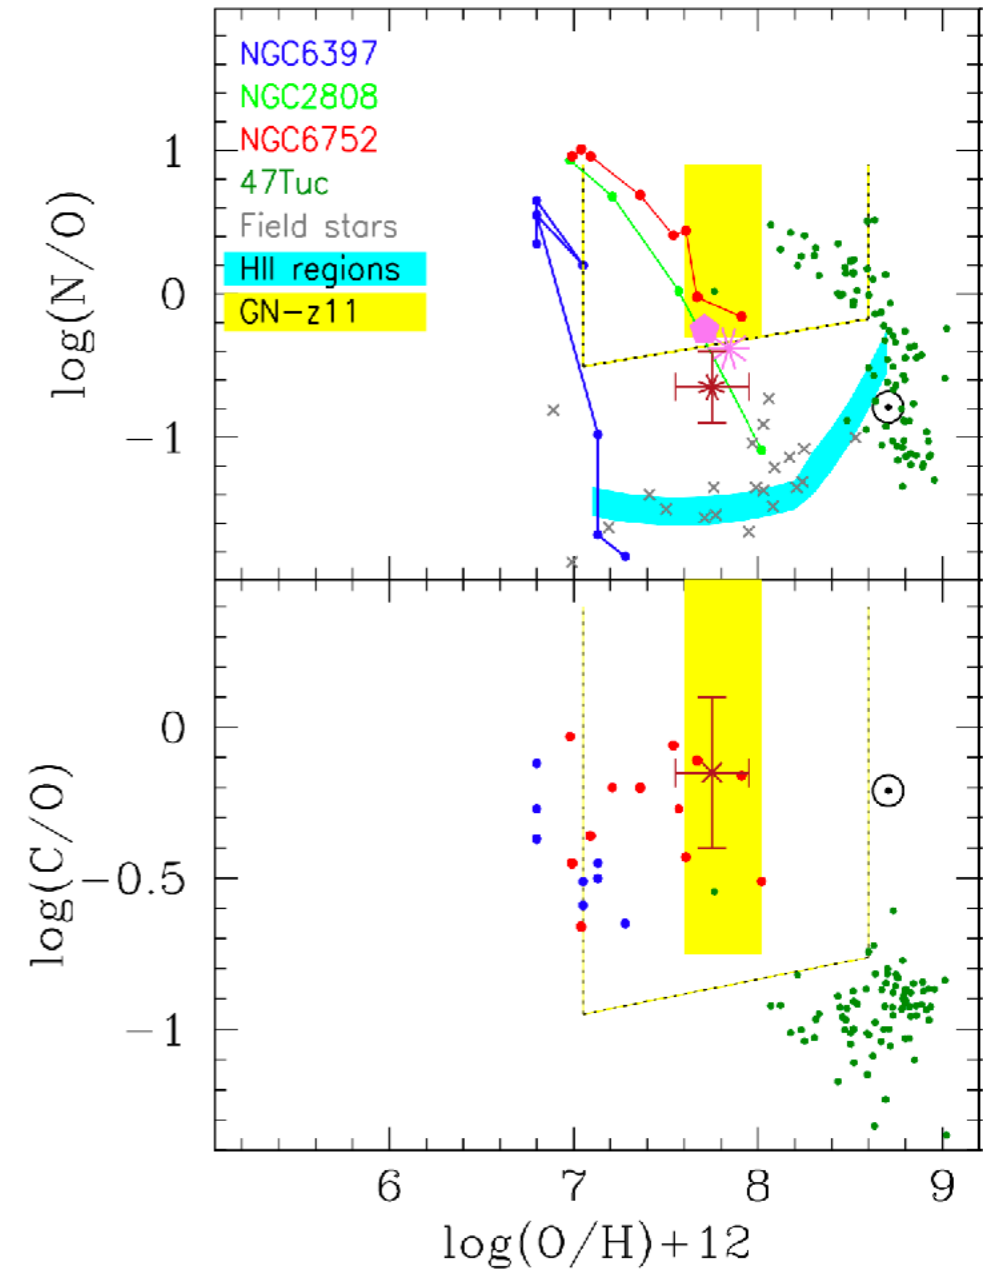 NGC6397
NGC2808
NGC6752
47Tuc
Field stars
HII regions
GN-z11
log(N/O)
1
0
-1
log(C/O)
0
-0.5
-1
6 7 8 9
log(O/H)+12